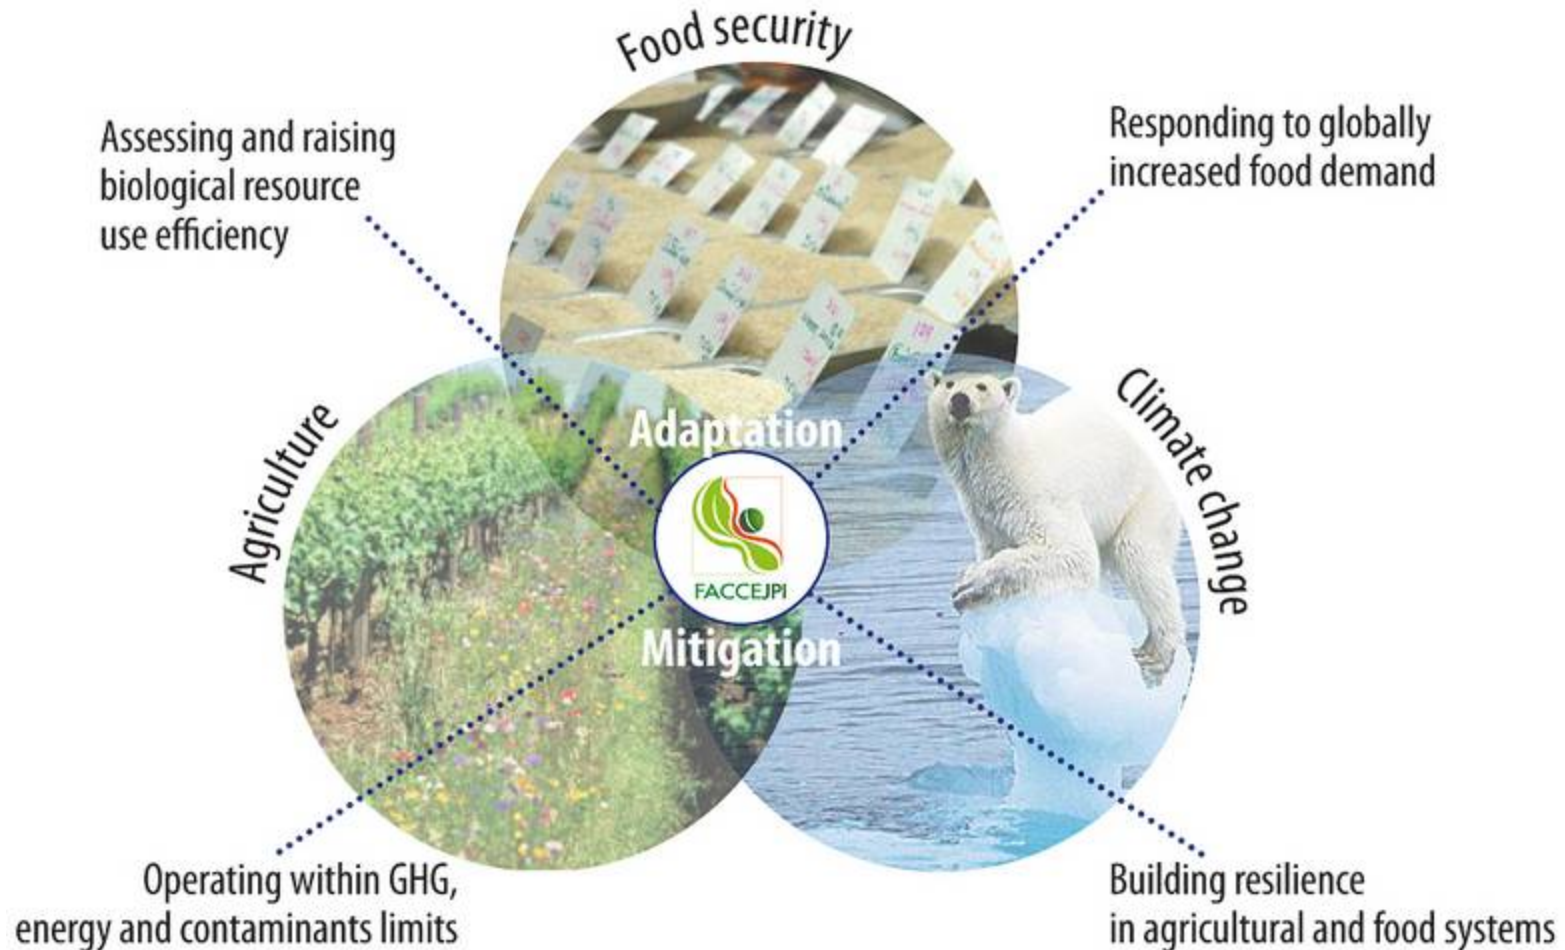 Food security
Assessing and raising
biological resource
use efficiency
Responding to globally
increased food demand
Agriculture
Climate change
Adaptation
FACCEJPI
Mitigation
Operating within GHG,
energy and contaminants limits
Building resilience
in agricultural and food systems